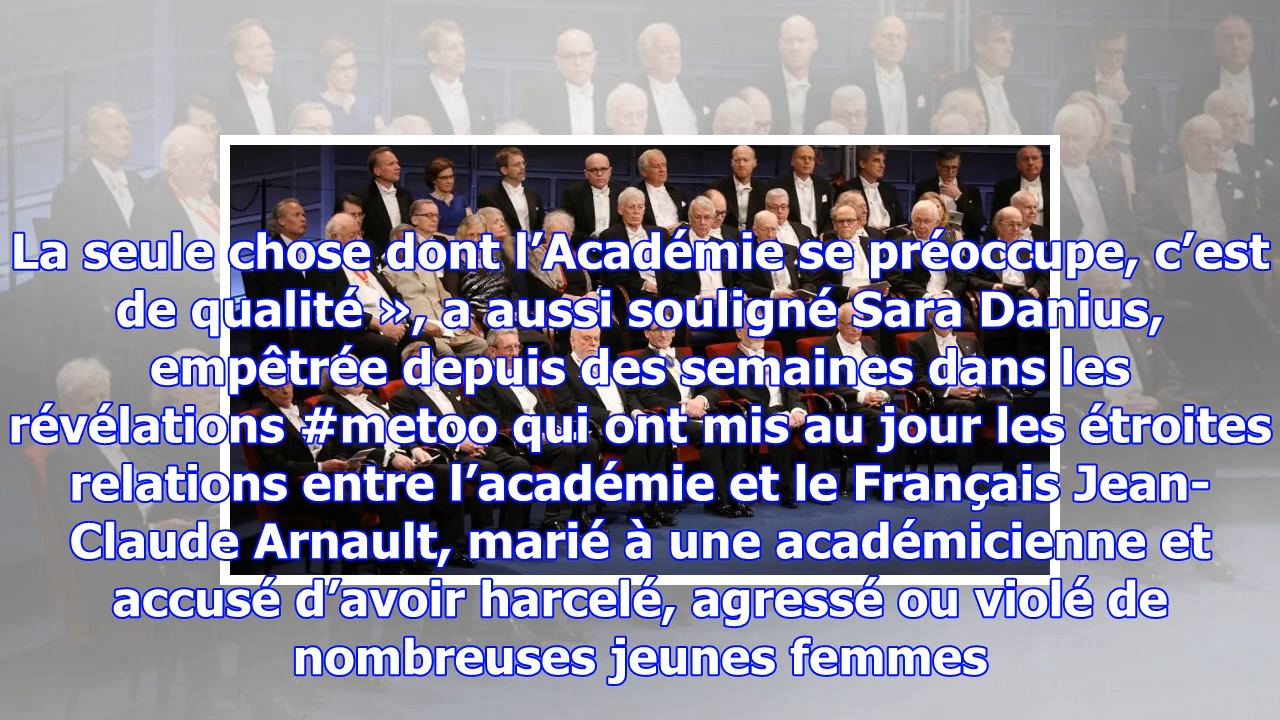 La seule chose dont l’Académie se préoccupe, c’est
de qualité », a aussi souligné Sara Danius,
empêtrée depuis des semaines dans les
révélations #metoo qui ont mis au jour les étroites
relations entre l’académie et le Français Jean-
Claude Arnault, marié à une académicienne et
accusé d’avoir harcelé, agressé ou violé de
nombreuses jeunes femmes